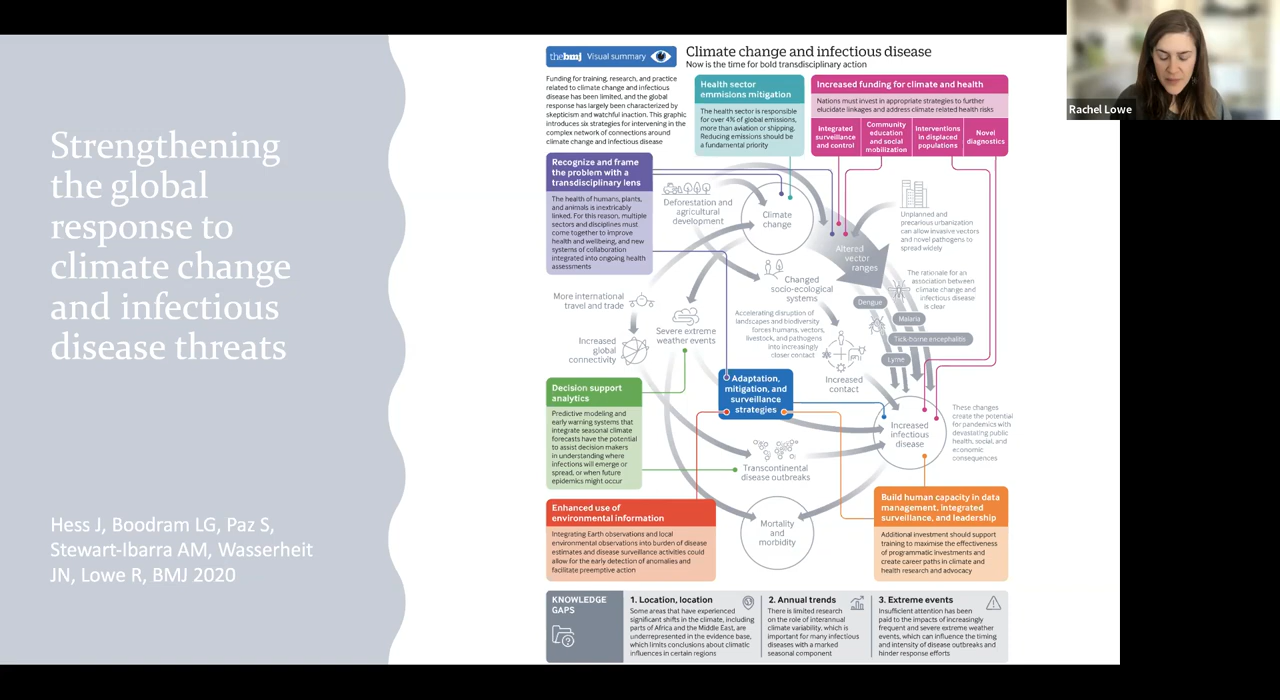 Strengthening
the global
response to
climate change
and infectious
disease threats
Hess J, Boodram LG, Paz S,
Stewart-Ibarra AM, Wasserheit
JN, Lowe R, BMJ 2020
thebmj Visual summary
Climate change and infectious disease
Now is the time for bold transdisciplinary action
Funding for training, research, and practice
related to climate change and infectious
disease has been limited, and the global
response has largely been characterized by
skepticism and watchful inaction. This graphic
introduces six strategies for intervening in the
complex network of connections around
climate change and infectious disease
Health sector
emmisions mitigation
The health sector is responsible
for over 4% of global emissions,
more than aviation or shipping.
Reducing emissions should be
a fundamental priority
Increased funding for climate and health
Nations must invest in appropriate strategies to further
elucidate linkages and address climate related health risks
Integrated
surveillance
and control
Community
education
and social
mobilization
Interventions
in displaced
populations
Novel
diagnostics
Recognize and frame
the problem with a
transdisciplinary lens
The health of humans, plants,
and animals is inextricably
linked. For this reason, multiple
sectors and disciplines must
come together to improve
health and wellbeing, and new
systems of collaboration
integrated into ongoing health
assessments
Deforestation and
agricultural
development
Climate
change
Altered
vector
ranges
Unplanned and
precarious urbanization
can allow invasive vectors
and novel pathogens to
spread widely
Changed
socio-ecological
systems
The rationale for an
association between
climate change and
infectious disease
is clear
More international
travel and trade
Severe extreme
weather events
Accelerating disruption of
landscapes and biodiversity
forces humans, vectors,
livestock, and pathogens
into increasingly
closer contact
Dengue
Malaria
Tick-borne encephalitis
Lyme
Increased
global
connectivity
Increased
contact
Decision support
analytics
Predictive modeling and
early warning systems that
integrate seasonal climate
forecasts have the potential
to assist decision makers
in understanding where
infections will emerge or
spread, or when future
epidemics might occur
Adaptation,
mitigation, and
surveillance
strategies
Increased
infectious
disease
These changes
create the potential
for pandemics with
devastating public
health, social, and
economic
consequences
Transcontinental
disease outbreaks
Enhanced use of
environmental information
Integrating Earth observations and local
environmental observations into burden of disease
estimates and disease surveillance activities could
allow for the early detection of anomalies and
facilitate preemptive action
Mortality
and
morbidity
Build human capacity in data
management, integrated
surveillance, and leadership
Additional investment should support
training to maximise the effectiveness
of programmatic investments and
create career paths in climate and
health research and advocacy
KNOWLEDGE
GAPS
1. Location, location
Some areas that have experienced
significant shifts in the climate, including
parts of Africa and the Middle East, are
underrepresented in the evidence base,
which limits conclusions about climatic
influences in certain regions
2. Annual trends
There is limited research
on the role of interannual
climate variability, which is
important for many infectious
diseases with a marked
seasonal component
3. Extreme events
Insufficient attention has been
paid to the impacts of increasingly
frequent and severe extreme weather
events, which can influence the timing
and intensity of disease outbreaks and
hinder response efforts
Rachel Lowe